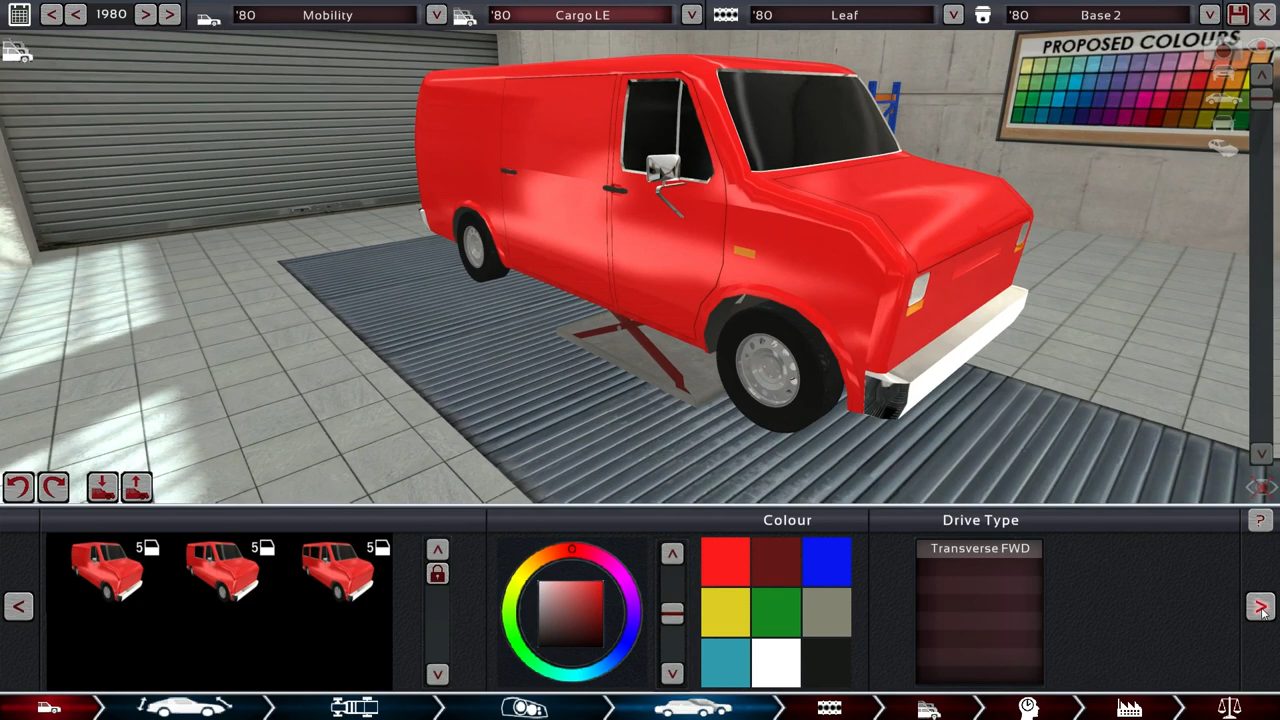 1980
'80 Mobility
'80 Cargo LE
'80 Leaf
'80 Base 2
PROPOSED COLOURS
Colour
Drive Type
?
5
5
5
Transverse FWD